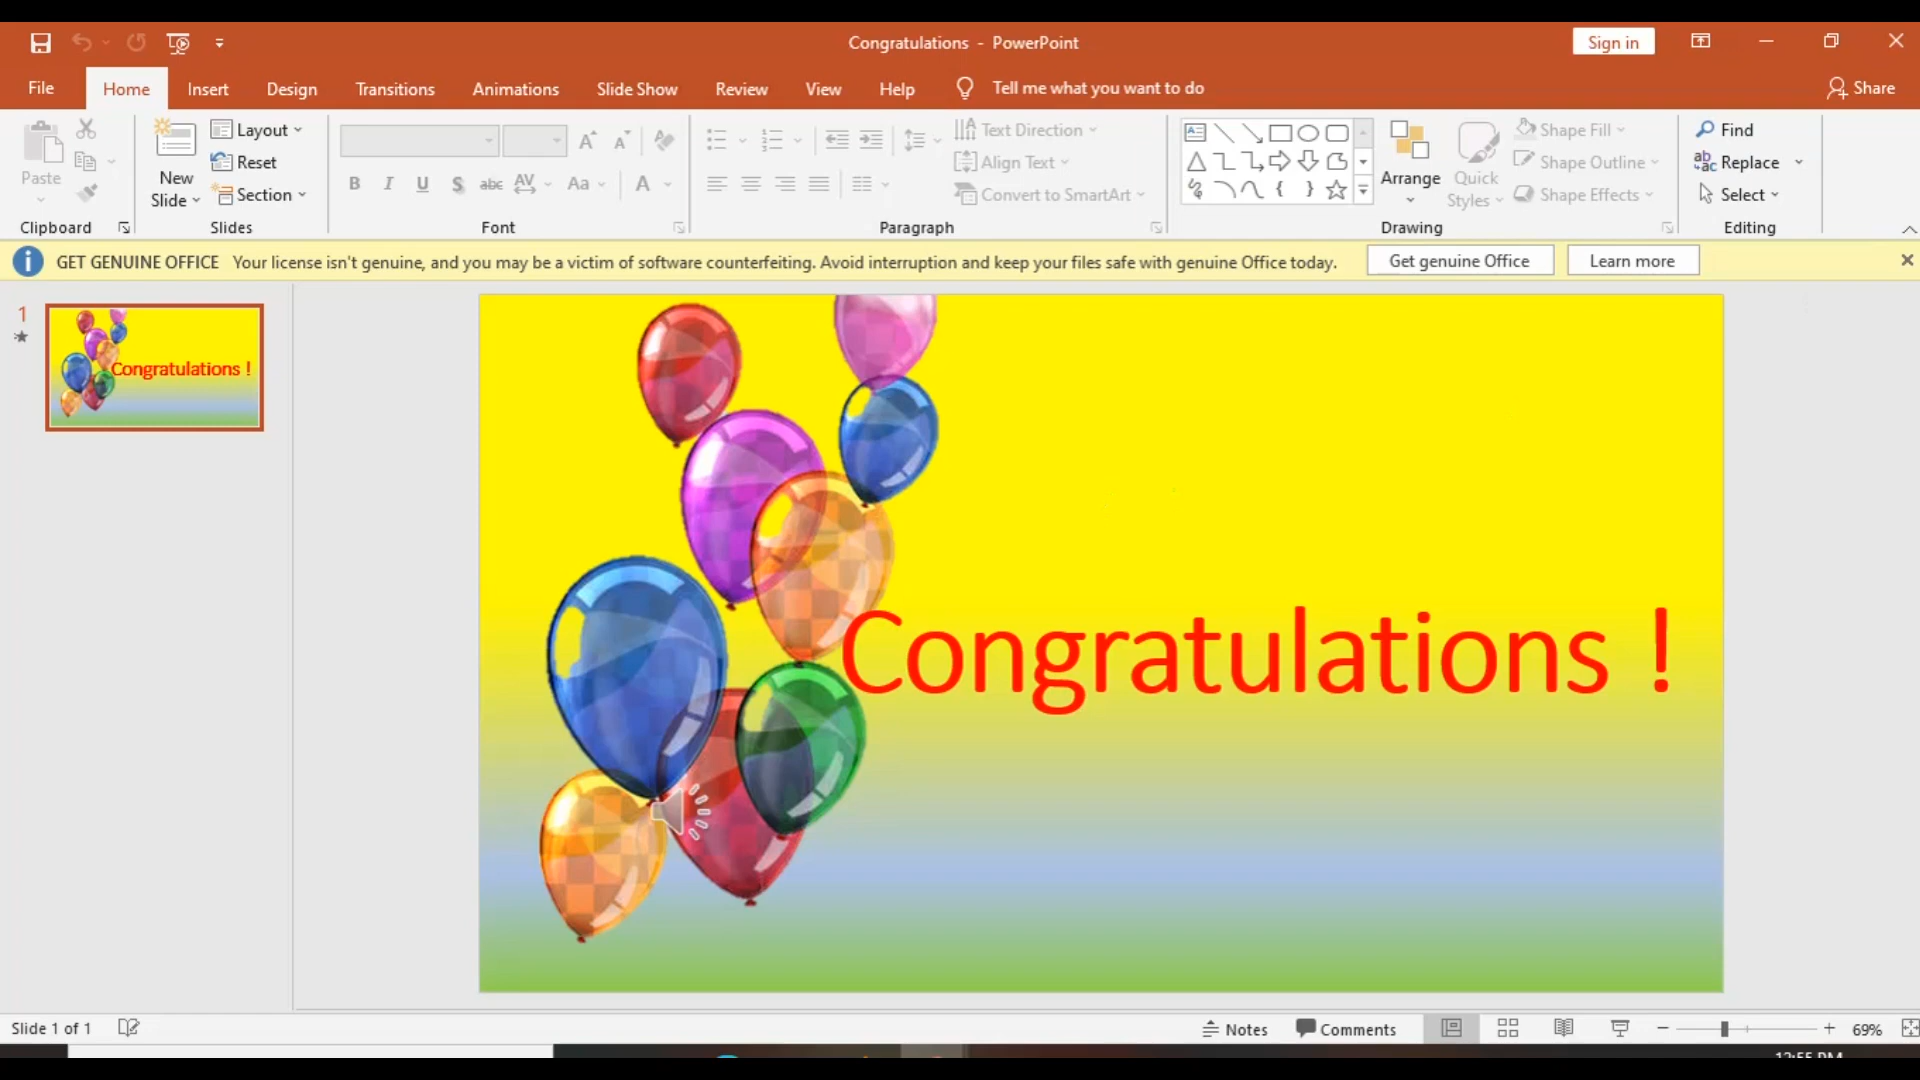 Congratulations - PowerPoint
Sign in
File Home Insert Design Transitions Animations Slide Show Review View Help Tell me what you want to do Share
Paste
New Slide
Layout
Reset
Section
B I U S abc AV Aa A
Text Direction
Align Text
Convert to SmartArt
Arrange
Quick Styles
Shape Fill
Shape Outline
Shape Effects
Find
Replace
Select
Clipboard Slides Font Paragraph Drawing Editing
GET GENUINE OFFICE Your license isn't genuine, and you may be a victim of software counterfeiting. Avoid interruption and keep your files safe with genuine Office today. Get genuine Office Learn more
1
Congratulations !
Congratulations !
Slide 1 of 1 Notes Comments 69%